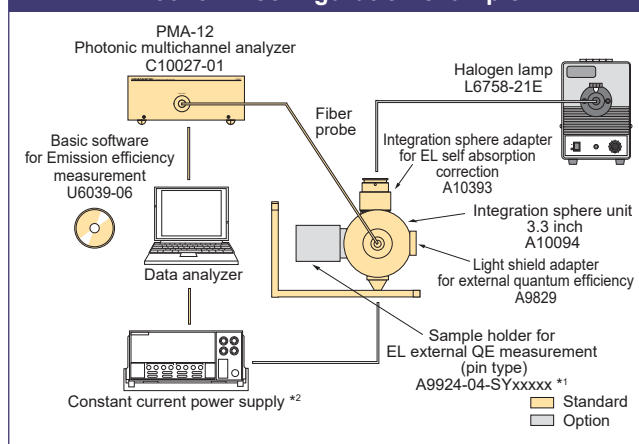 PMA-12
Photonic multichannel analyzer
C10027-01
Halogen lamp
L6758-21E
Fiber
probe
Basic software
for Emission efficiency
measurement
U6039-06
Integration sphere adapter
for EL self absorption
correction
A10393
Integration sphere unit
3.3 inch
A10094
Data analyzer
Light shield adapter
for external quantum efficiency
A9829
Sample holder for
EL external QE measurement
(pin type)
A9924-04-SYxxxxx *1
Constant current power supply *2
Standard
Option